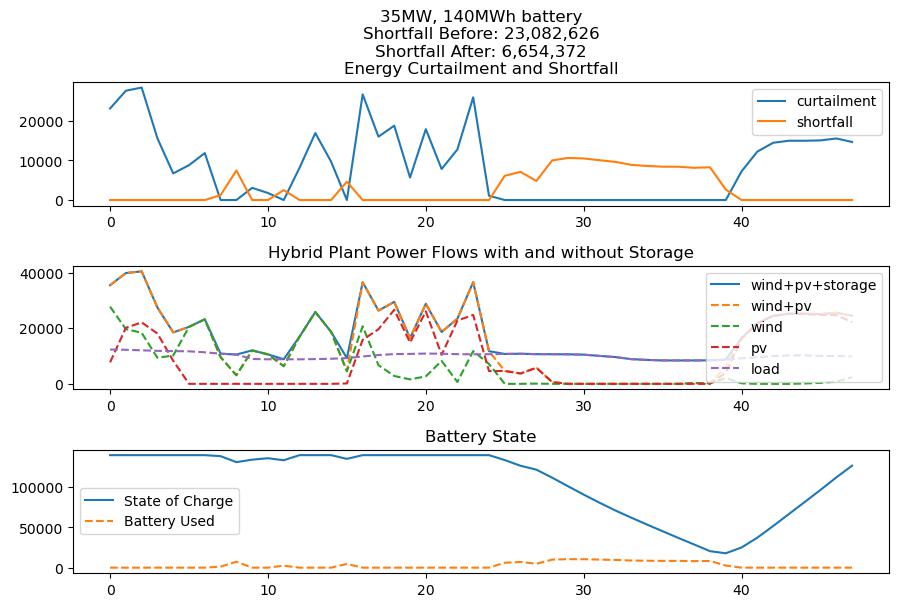 35MW, 140MWh battery
Shortfall Before: 23,082,626
Shortfall After: 6,654,372
Energy Curtailment and Shortfall
20000
10000
0
curtailment
shortfall
0 10 20 30 40
Hybrid Plant Power Flows with and without Storage
40000
20000
0
wind+pv+storage
wind+pv
wind
pv
load
0 10 20 30 40
Battery State
100000
50000
0
State of Charge
Battery Used
0 10 20 30 40